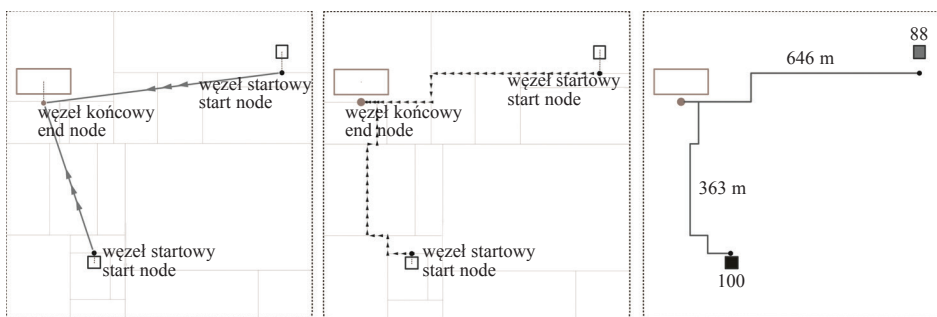 węzeł startowy
start node
węzeł końcowy
end node
węzeł startowy
start node
węzeł startowy
start node
węzeł końcowy
end node
węzeł startowy
start node
88
646 m
363 m
100